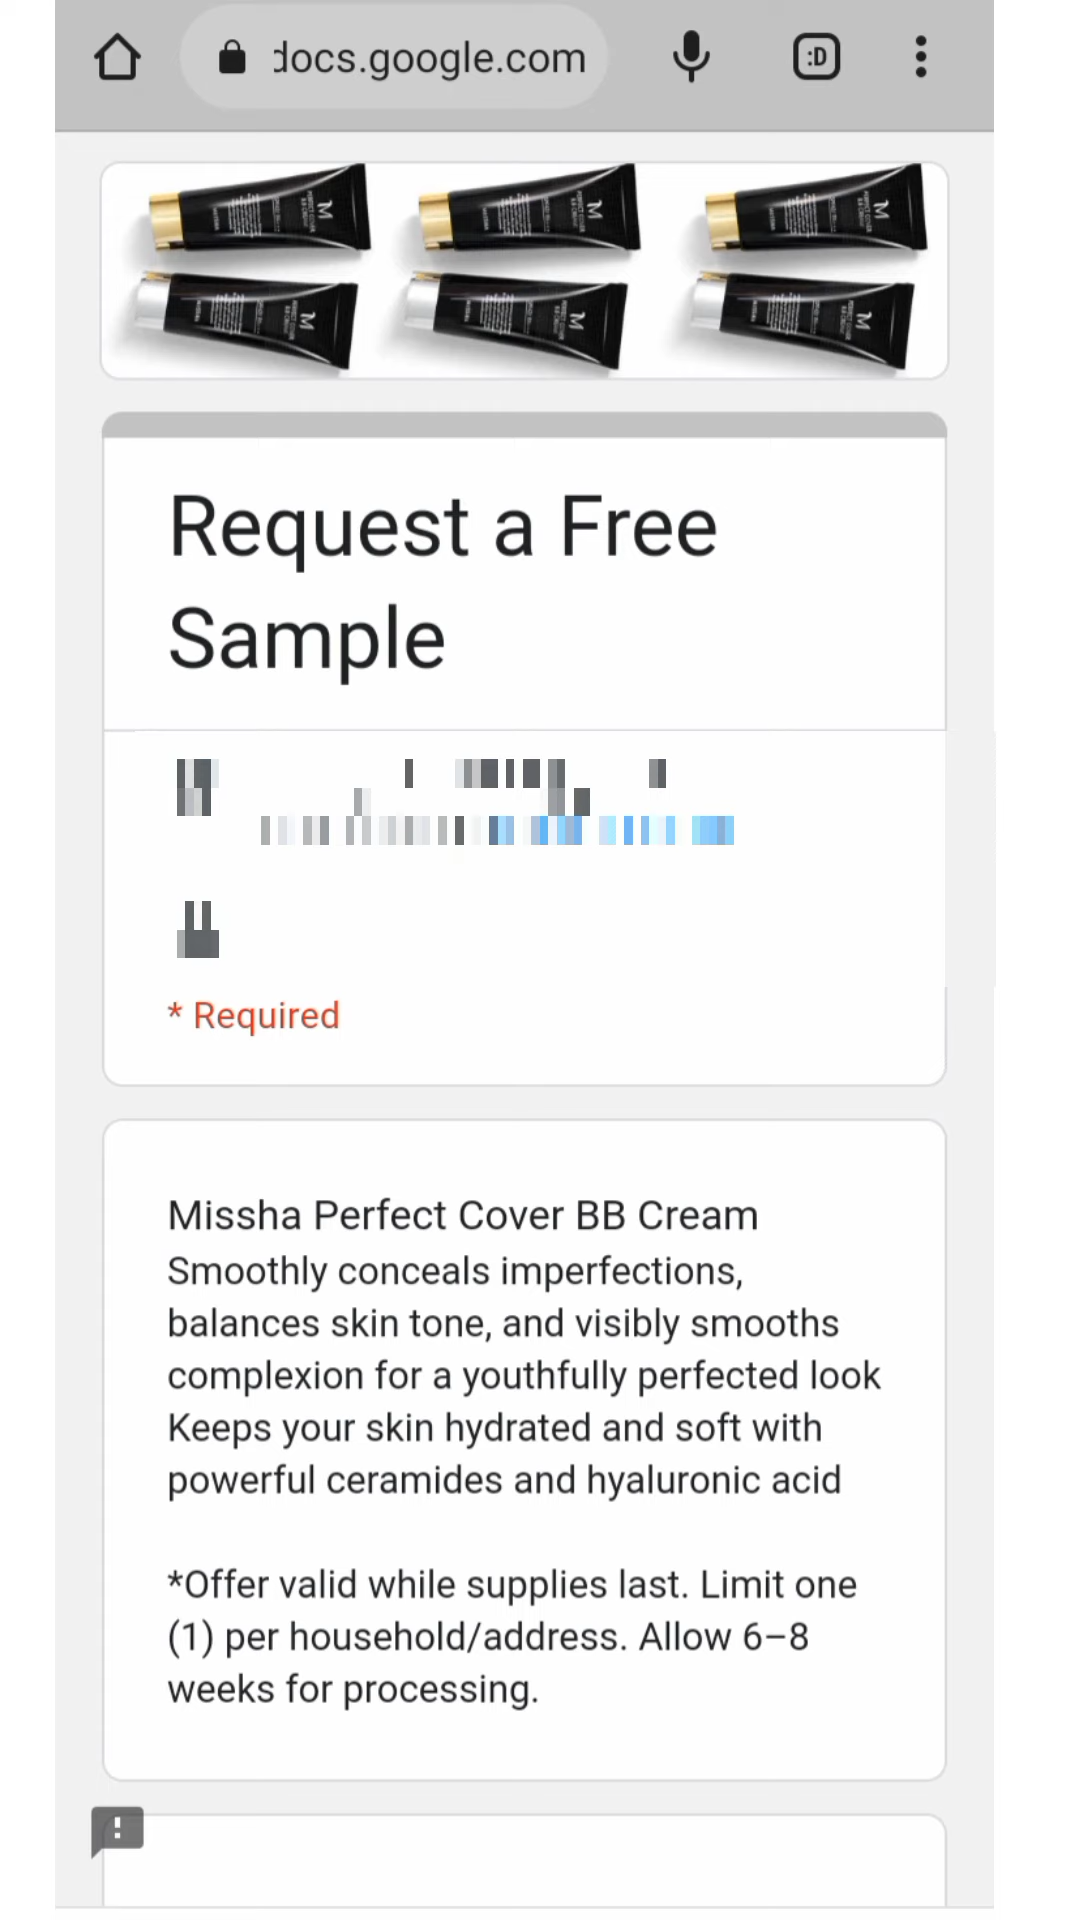 docs.google.com
:D
Request a Free
Sample
* Required
Missha Perfect Cover BB Cream
Smoothly conceals imperfections,
balances skin tone, and visibly smooths
complexion for a youthfully perfected look
Keeps your skin hydrated and soft with
powerful ceramides and hyaluronic acid
*Offer valid while supplies last. Limit one
(1) per household/address. Allow 6–8
weeks for processing.